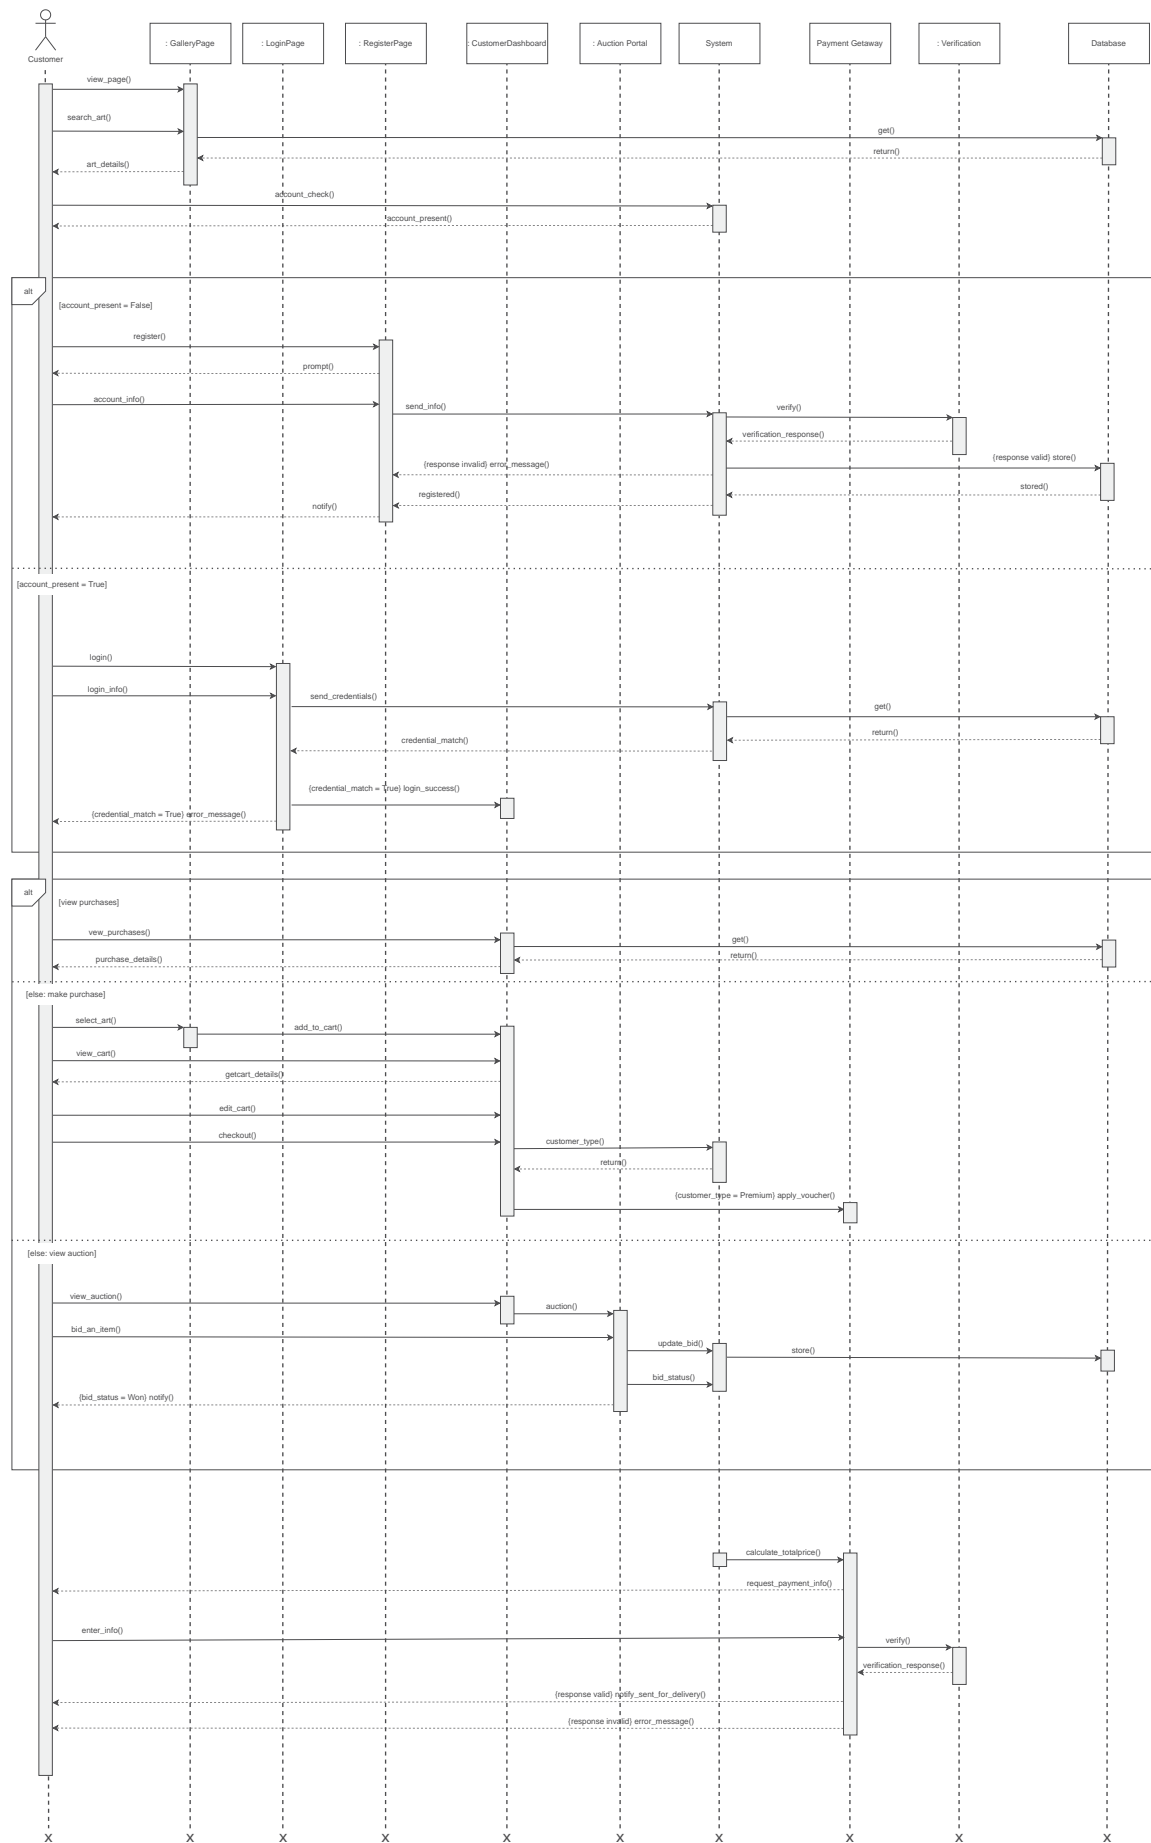 Customer
: GalleryPage
: LoginPage
: RegisterPage
: CustomerDashboard
: Auction Portal
System
Payment Getaway
: Verification
Database
view_page()
search_art()
get()
return()
art_details()
account_check()
account_present()
alt
[account_present = False]
register()
prompt()
account_info()
send_info()
verify()
verification_response()
{response valid} store()
{response invalid} error_message()
stored()
registered()
notify()
[account_present = True]
login()
login_info()
send_credentials()
get()
return()
credential_match()
{credential_match = True} login_success()
{credential_match = True} error_message()
alt
[view purchases]
vew_purchases()
get()
return()
purchase_details()
[else: make purchase]
select_art()
add_to_cart()
view_cart()
getcart_details()
edit_cart()
checkout()
customer_type()
return()
{customer_type = Premium} apply_voucher()
[else: view auction]
view_auction()
auction()
bid_an_item()
update_bid()
store()
bid_status()
{bid_status = Won} notify()
calculate_totalprice()
request_payment_info()
enter_info()
verify()
verification_response()
{response valid} notify_sent_for_delivery()
{response invalid} error_message()